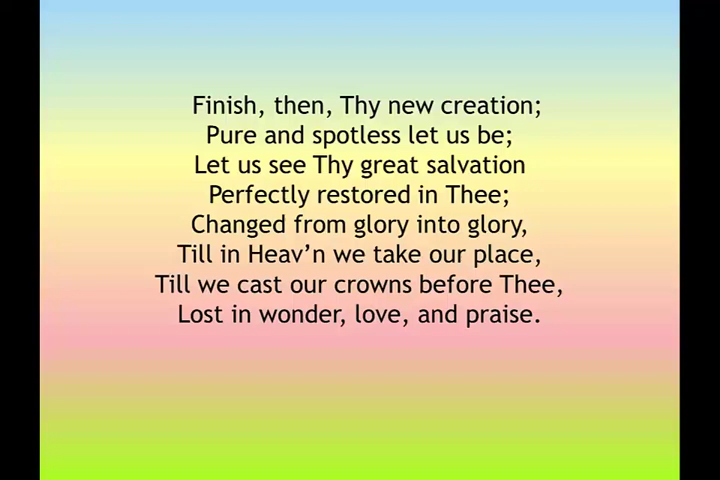 Finish, then, Thy new creation;
Pure and spotless let us be;
Let us see Thy great salvation
Perfectly restored in Thee;
Changed from glory into glory,
Till in Heav’n we take our place,
Till we cast our crowns before Thee,
Lost in wonder, love, and praise.